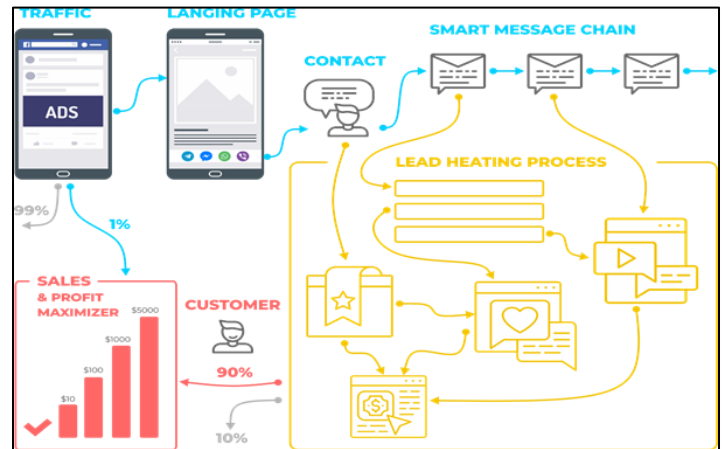 TRAFFIC
LANGING PAGE
SMART MESSAGE CHAIN
CONTACT
f
ADS
LEAD HEATING PROCESS
99%
1%
SALES
& PROFIT
MAXIMIZER
$5000
$1000
$100
$10
CUSTOMER
90%
10%
$